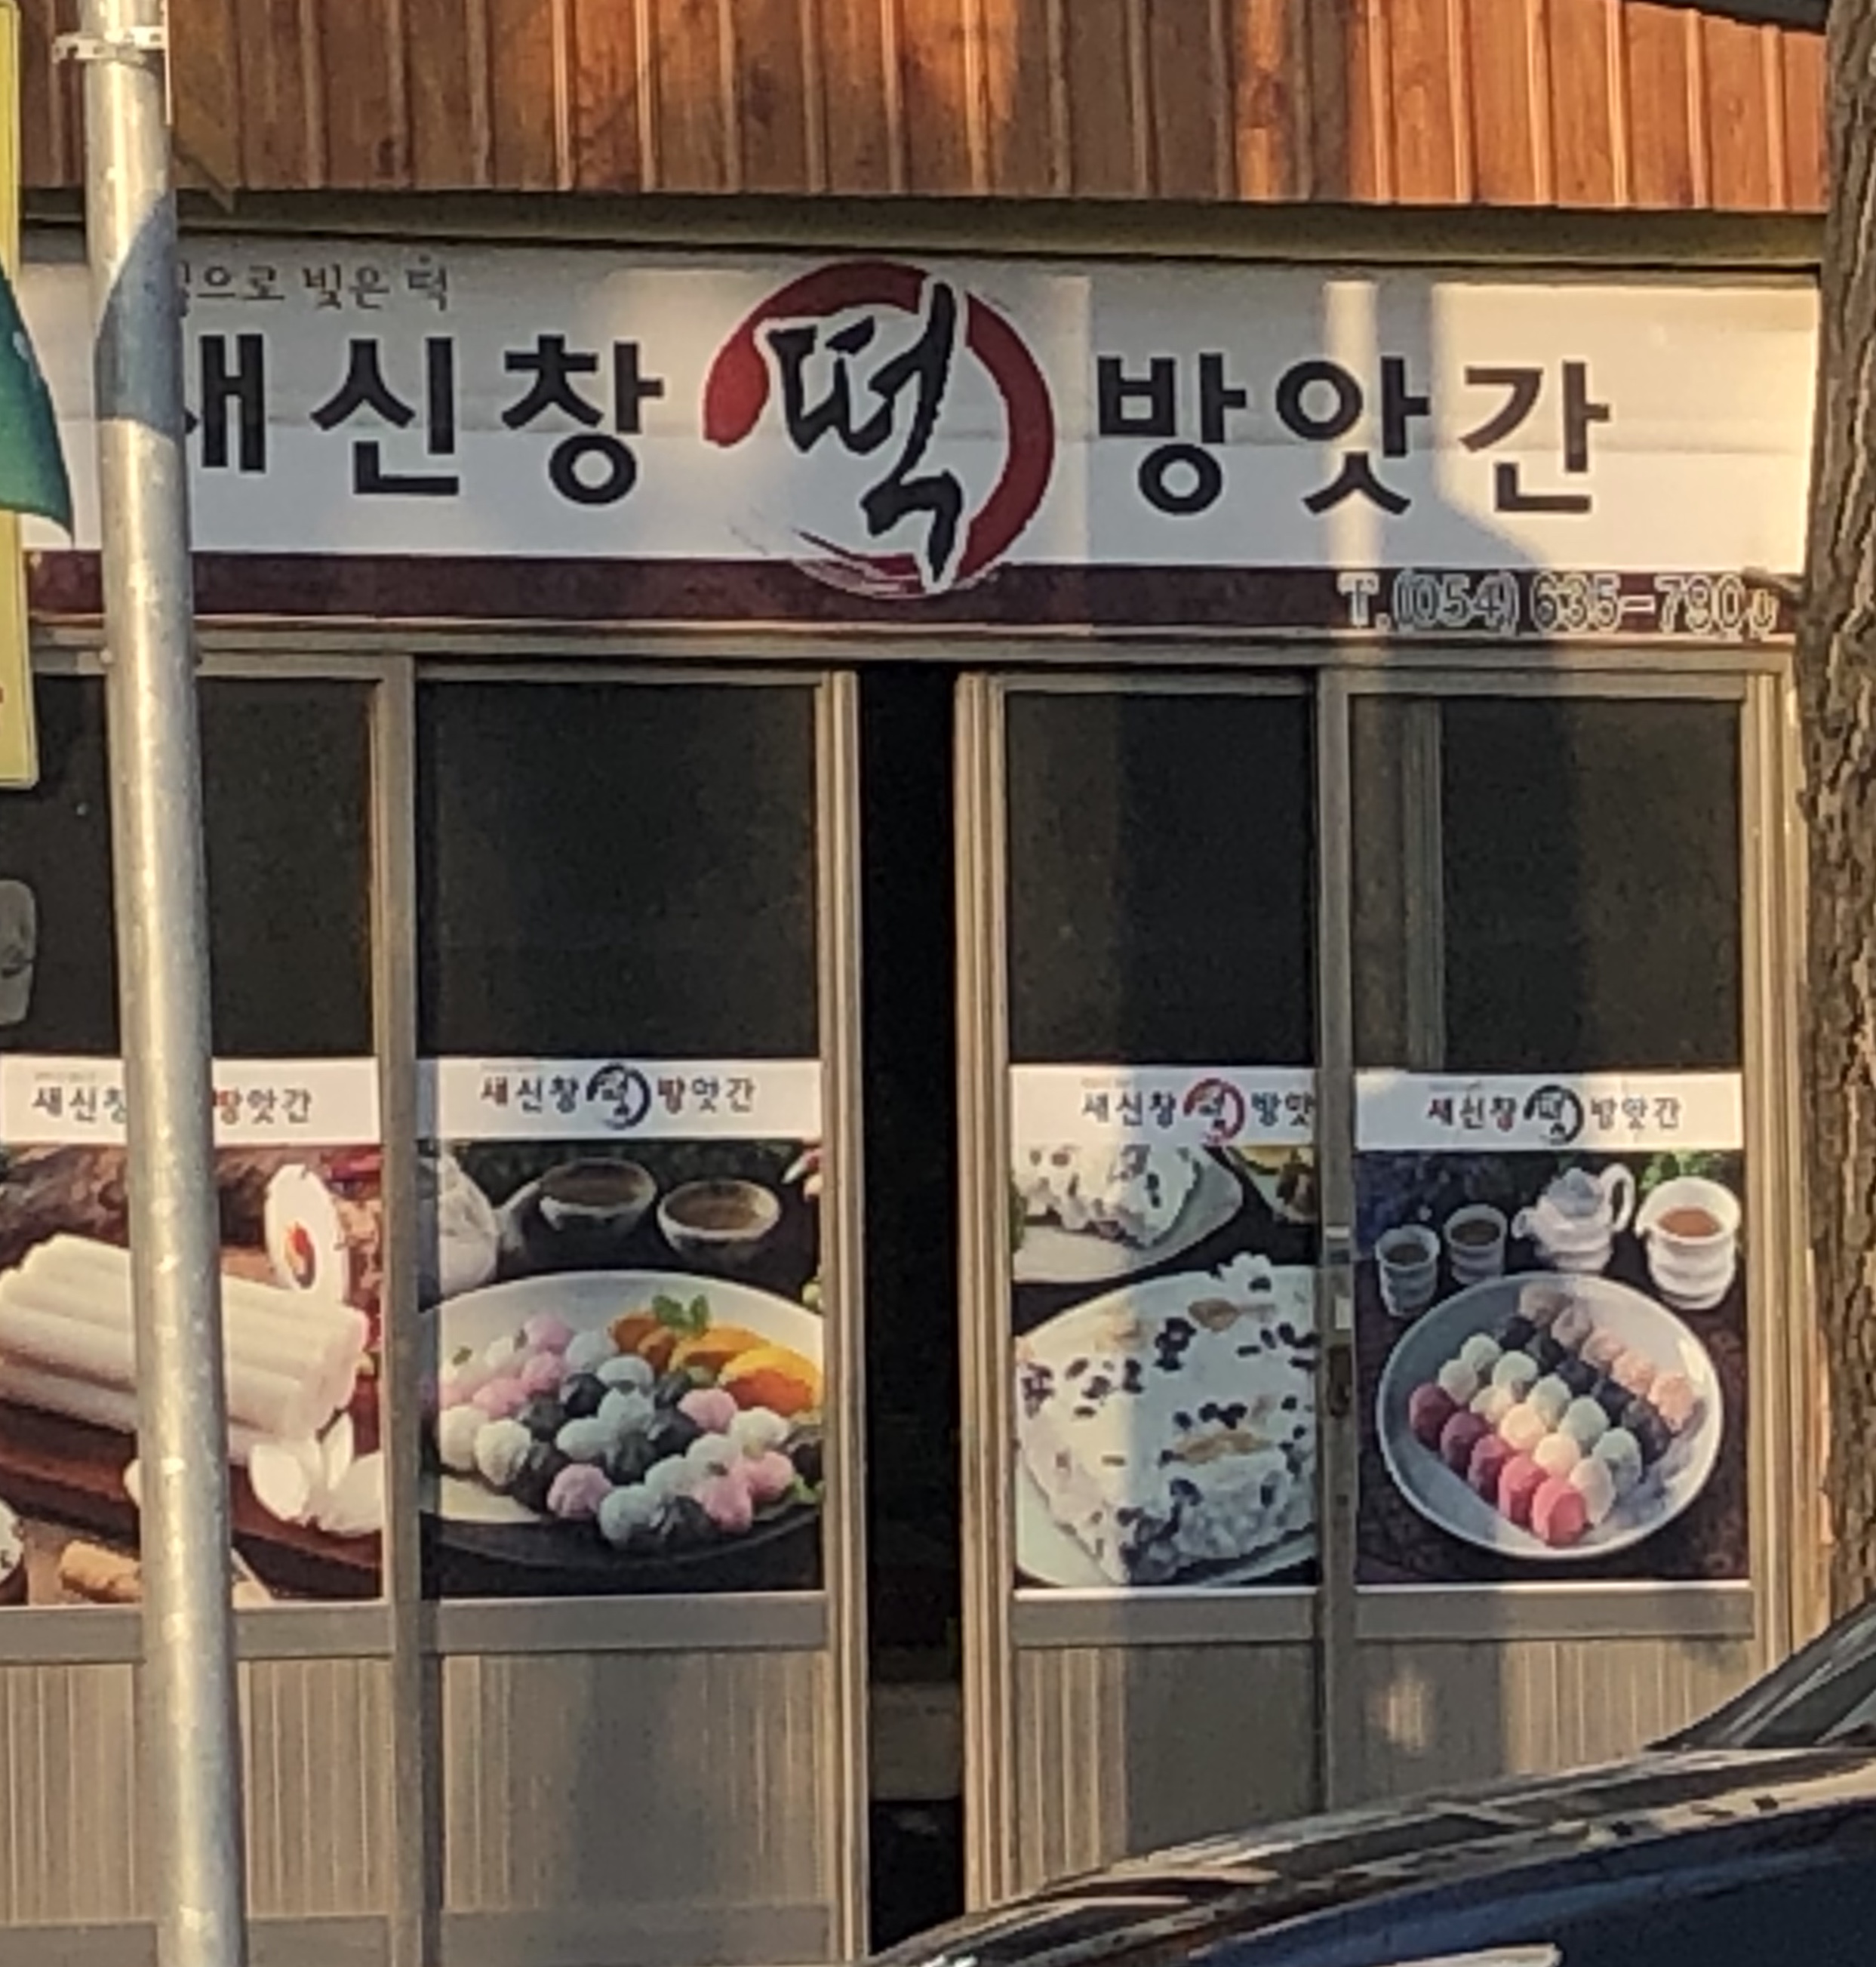 빚은 떡
새신창 떡 방앗간
T.(054) 635-790
새신창 방앗간
새신창 떡 방앗간
새신창 떡 방앗
새신창 떡 방앗간